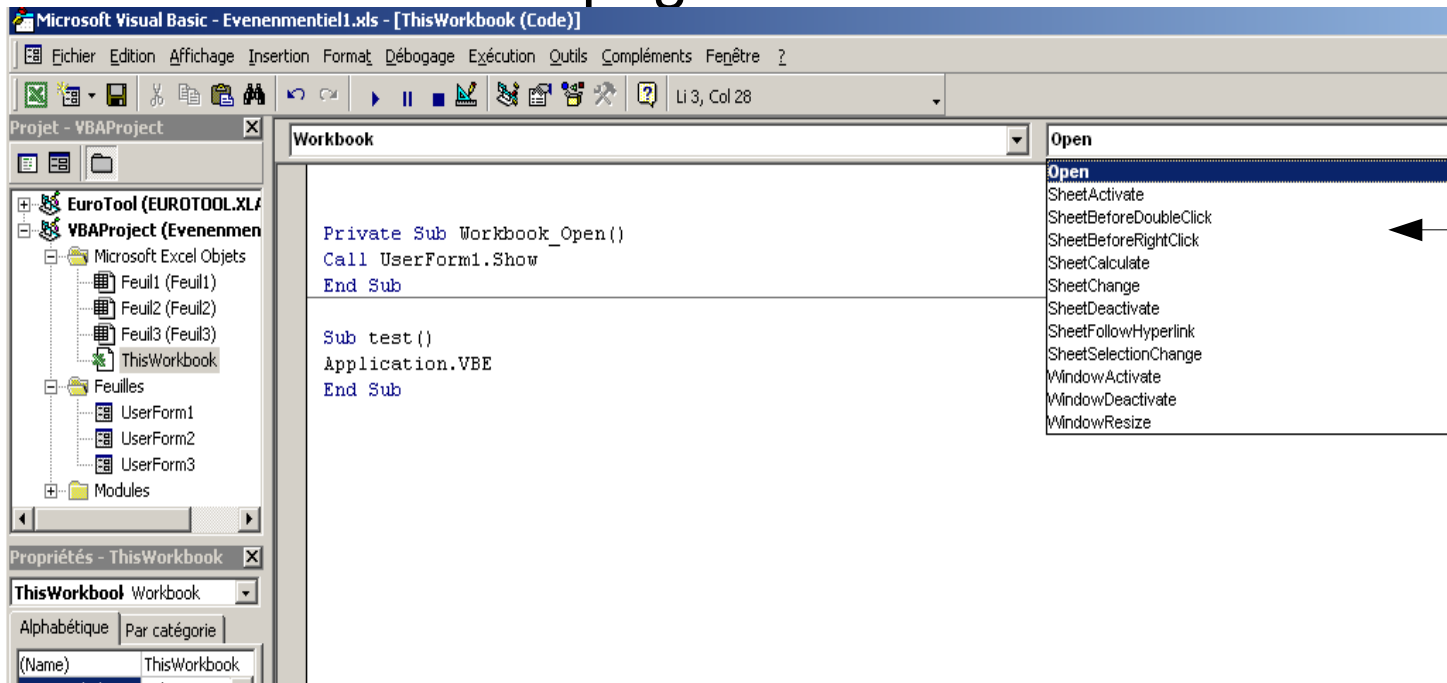 Microsoft Visual Basic - Evenenmentiel1.xls - [ThisWorkbook (Code)]
Fichier Edition Affichage Insertion Format Débogage Exécution Outils Compléments Fenêtre ?
Li 3, Col 28
Projet - VBAProject
Workbook
Open
EuroTool (EUROTOOL.XLA
VBAProject (Evenenmen
Microsoft Excel Objets
Feuil1 (Feuil1)
Feuil2 (Feuil2)
Feuil3 (Feuil3)
ThisWorkbook
Feuilles
UserForm1
UserForm2
UserForm3
Modules
Private Sub Workbook_Open()
Call UserForm1.Show
End Sub
Sub test()
Application.VBE
End Sub
Open
SheetActivate
SheetBeforeDoubleClick
SheetBeforeRightClick
SheetCalculate
SheetChange
SheetDeactivate
SheetFollowHyperlink
SheetSelectionChange
WindowActivate
WindowDeactivate
WindowResize
Propriétés - ThisWorkbook
ThisWorkbook Workbook
Alphabétique Par catégorie
(Name) ThisWorkbook